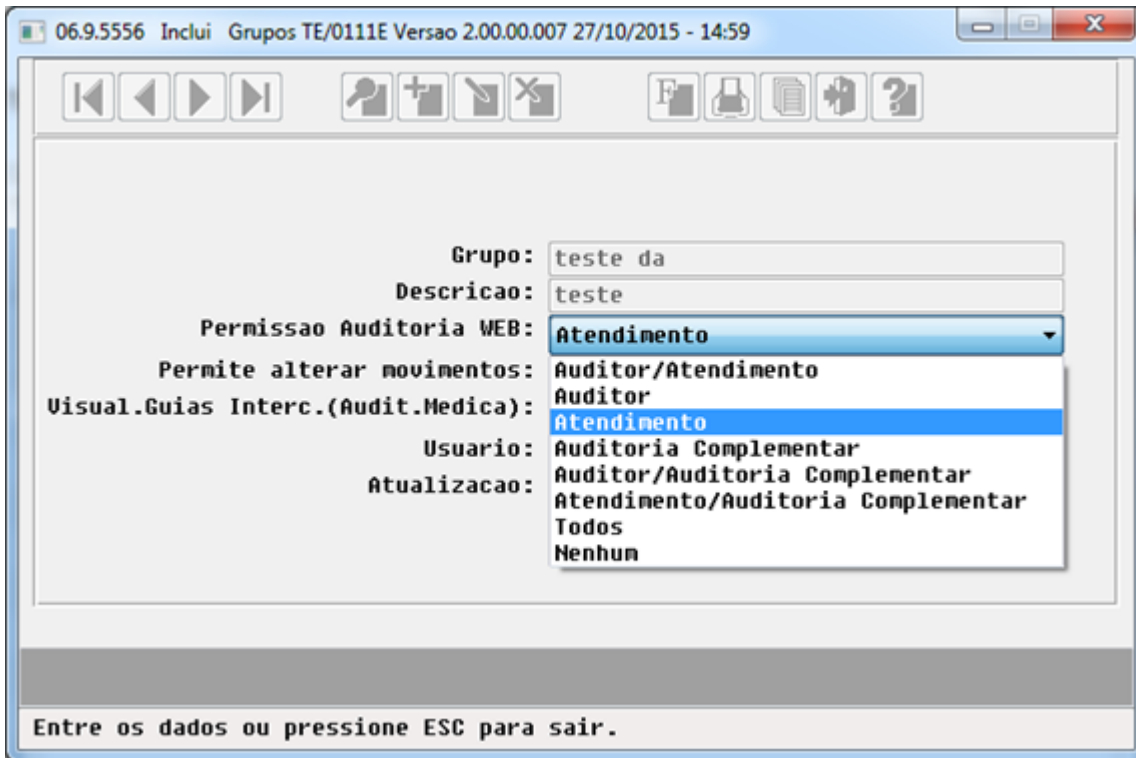 06.9.5556 Inclui Grupos TE/0111E Versao 2.00.00.007 27/10/2015 - 14:59
F ?
Grupo: teste da
Descricao: teste
Permissao Auditoria WEB: Atendimento
Permite alterar movimentos: Auditor/Atendimento
Visual.Guias Interc.(Audit.Medica): Auditor
Atendimento
Usuario: Auditoria Complementar
Auditor/Auditoria Complementar
Atualizacao: Atendimento/Auditoria Complementar
Todos
Nenhum
Entre os dados ou pressione ESC para sair.